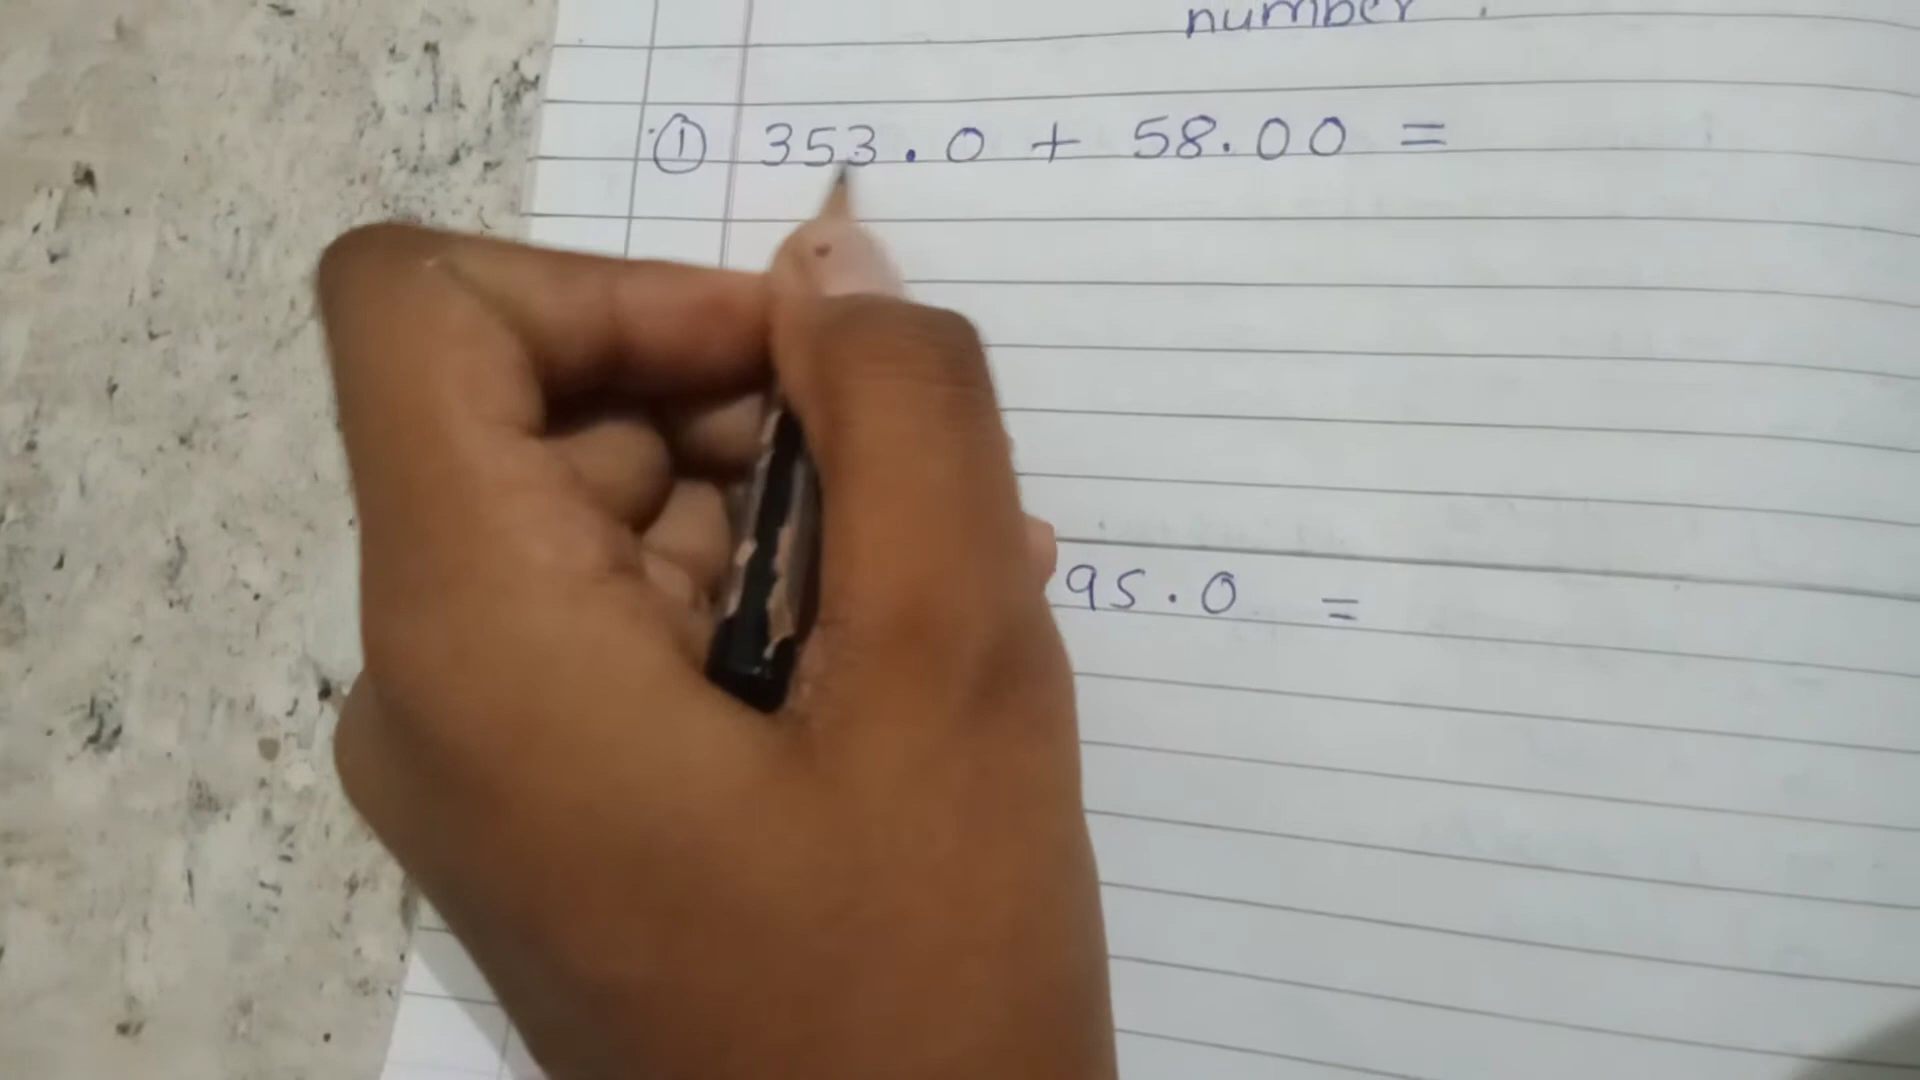 number.
① 353.0 + 58.00 =
95.0 =